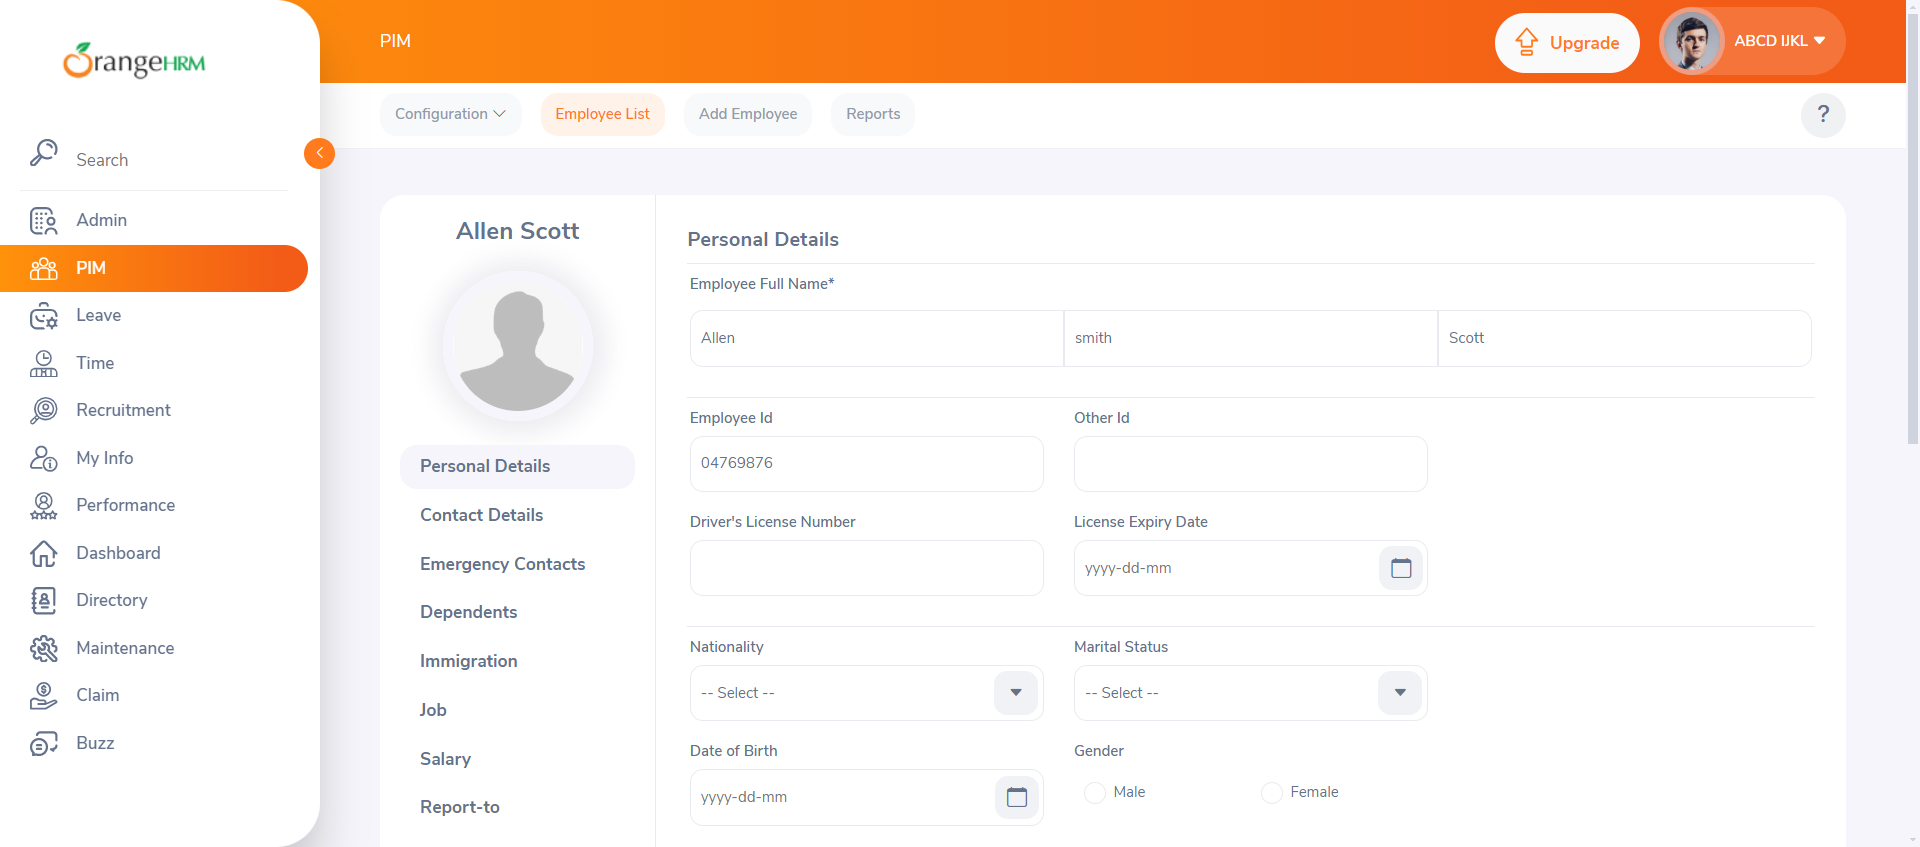 OrangeHRM
Search
Admin
PIM
Leave
Time
Recruitment
My Info
Performance
Dashboard
Directory
Maintenance
Claim
Buzz
PIM
Upgrade
ABCD IJKL
Configuration
Employee List
Add Employee
Reports
?
Allen Scott
Personal Details
Contact Details
Emergency Contacts
Dependents
Immigration
Job
Salary
Report-to
Personal Details
Employee Full Name*
Allen
smith
Scott
Employee Id
Other Id
04769876
Driver's License Number
License Expiry Date
yyyy-dd-mm
Nationality
Marital Status
-- Select --
-- Select --
Date of Birth
Gender
yyyy-dd-mm
Male
Female